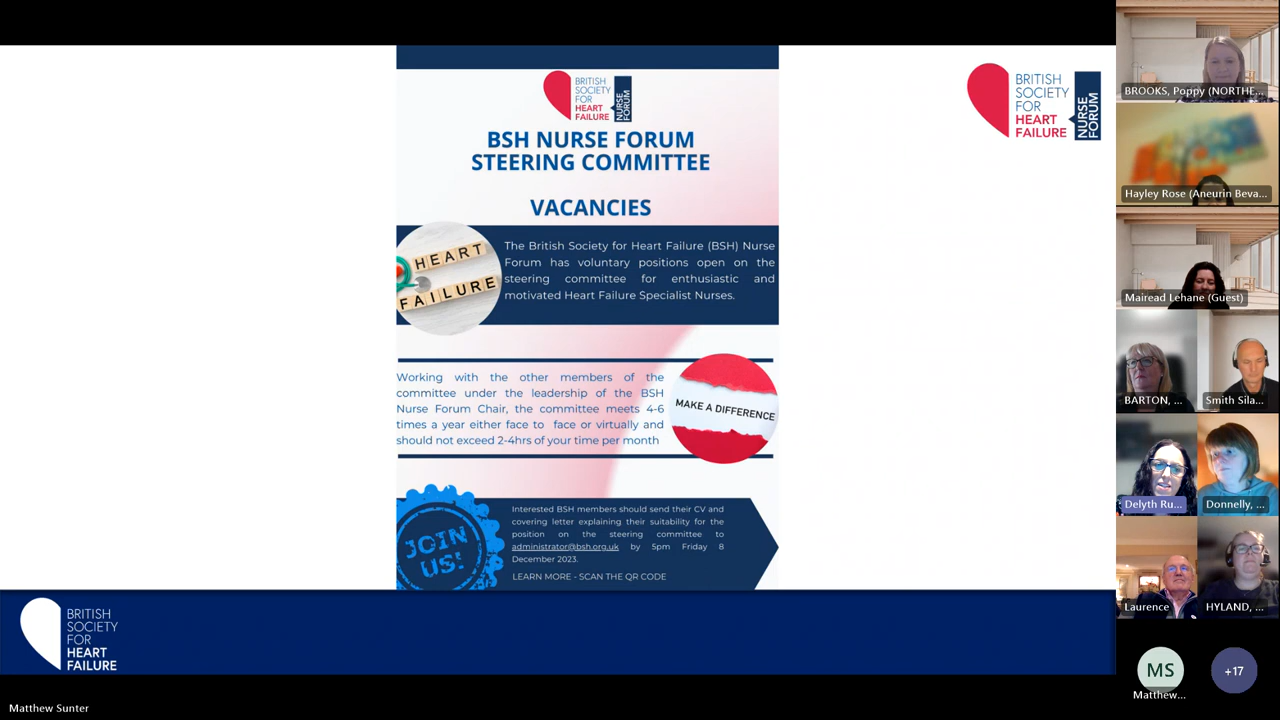 BRITISH
SOCIETY
FOR
HEART
FAILURE
NURSE
FORUM
BSH NURSE FORUM
STEERING COMMITTEE
VACANCIES
HEART
FAILURE
The British Society for Heart Failure (BSH) Nurse
Forum has voluntary positions open on the
steering committee for enthusiastic and
motivated Heart Failure Specialist Nurses.
Working with the other members of the
committee under the leadership of the BSH
Nurse Forum Chair, the committee meets 4-6
times a year either face to face or virtually and
should not exceed 2-4hrs of your time per month
MAKE A DIFFERENCE
JOIN
US!
Interested BSH members should send their CV and
covering letter explaining their suitability for the
position on the steering committee to
administrator@bsh.org.uk by 5pm Friday 8
December 2023.
LEARN MORE - SCAN THE QR CODE
BRITISH
SOCIETY
FOR
HEART
FAILURE
NURSE
FORUM
BRITISH
SOCIETY
FOR
HEART
FAILURE
Matthew Sunter
BROOKS, Poppy (NORTHE...
Hayley Rose (Aneurin Beva...
Mairead Lehane (Guest)
BARTON, ...
Smith Sila...
Delyth Ru...
Donnelly, ...
Laurence
HYLAND, ...
MS
Matthew...
+17